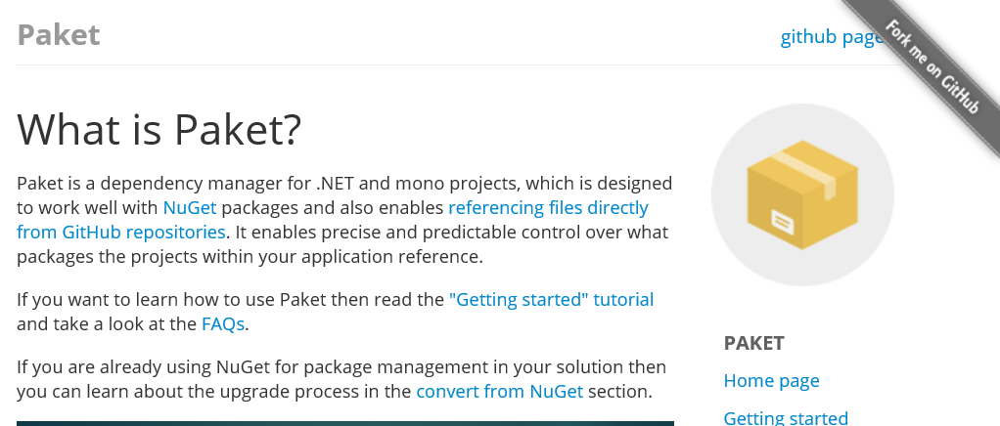 Paket
github page
Fork me on GitHub
What is Paket?
Paket is a dependency manager for .NET and mono projects, which is designed
to work well with NuGet packages and also enables referencing files directly
from GitHub repositories. It enables precise and predictable control over what
packages the projects within your application reference.
If you want to learn how to use Paket then read the "Getting started" tutorial
and take a look at the FAQs.
If you are already using NuGet for package management in your solution then
you can learn about the upgrade process in the convert from NuGet section.
PAKET
Home page
Getting started